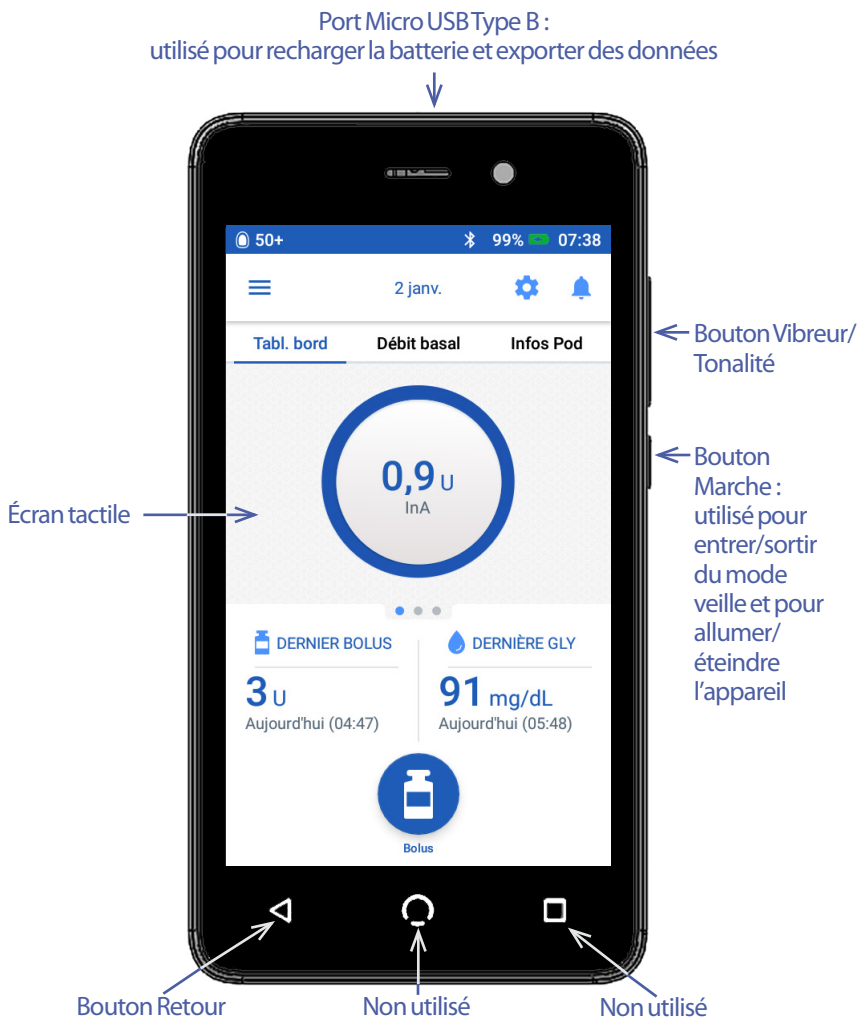 Port Micro USB Type B :
utilisé pour recharger la batterie et exporter des données
50+
99%
07:38
2 janv.
Tabl. bord
Débit basal
Infos Pod
Bouton Vibreur/
Tonalité
0,9 U
InA
Bouton
Marche :
utilisé pour
entrer/sortir
du mode
veille et pour
allumer/
éteindre
l'appareil
Écran tactile
DERNIER BOLUS
DERNIÈRE GLY
3 U
91 mg/dL
Aujourd'hui (04:47)
Aujourd'hui (05:48)
Bolus
Bouton Retour
Non utilisé
Non utilisé